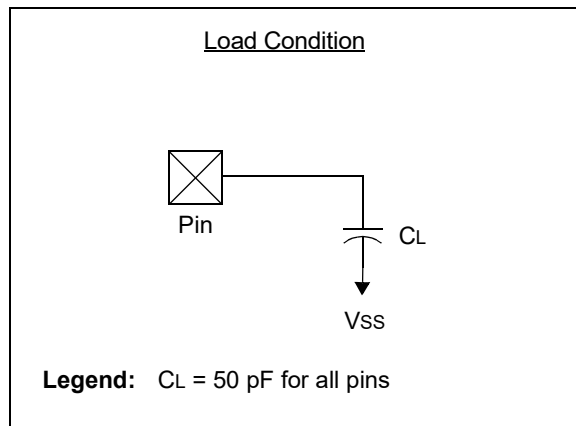 Load Condition
Pin
CL
VSS
Legend: CL = 50 pF for all pins